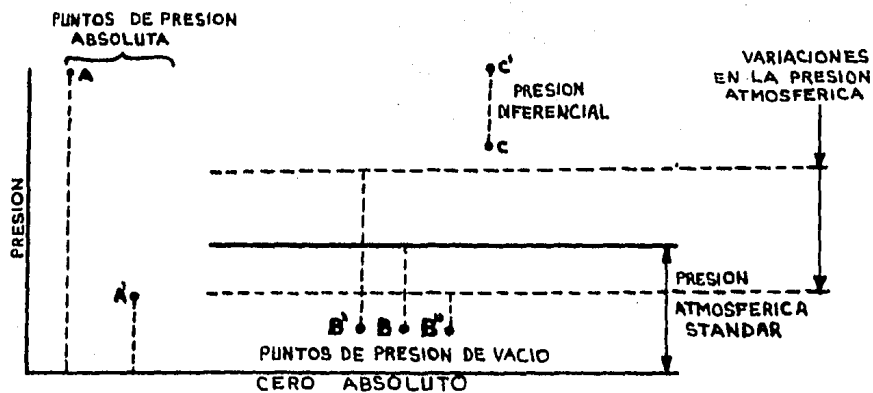 PUNTOS DE PRESION
ABSOLUTA
A
C'
PRESION
DIFERENCIAL
C
VARIACIONES
EN LA PRESION
ATMOSFERICA
PRESION
A'
B' B B"
PUNTOS DE PRESION DE VACIO
CERO ABSOLUTO
PRESION
ATMOSFERICA
STANDAR